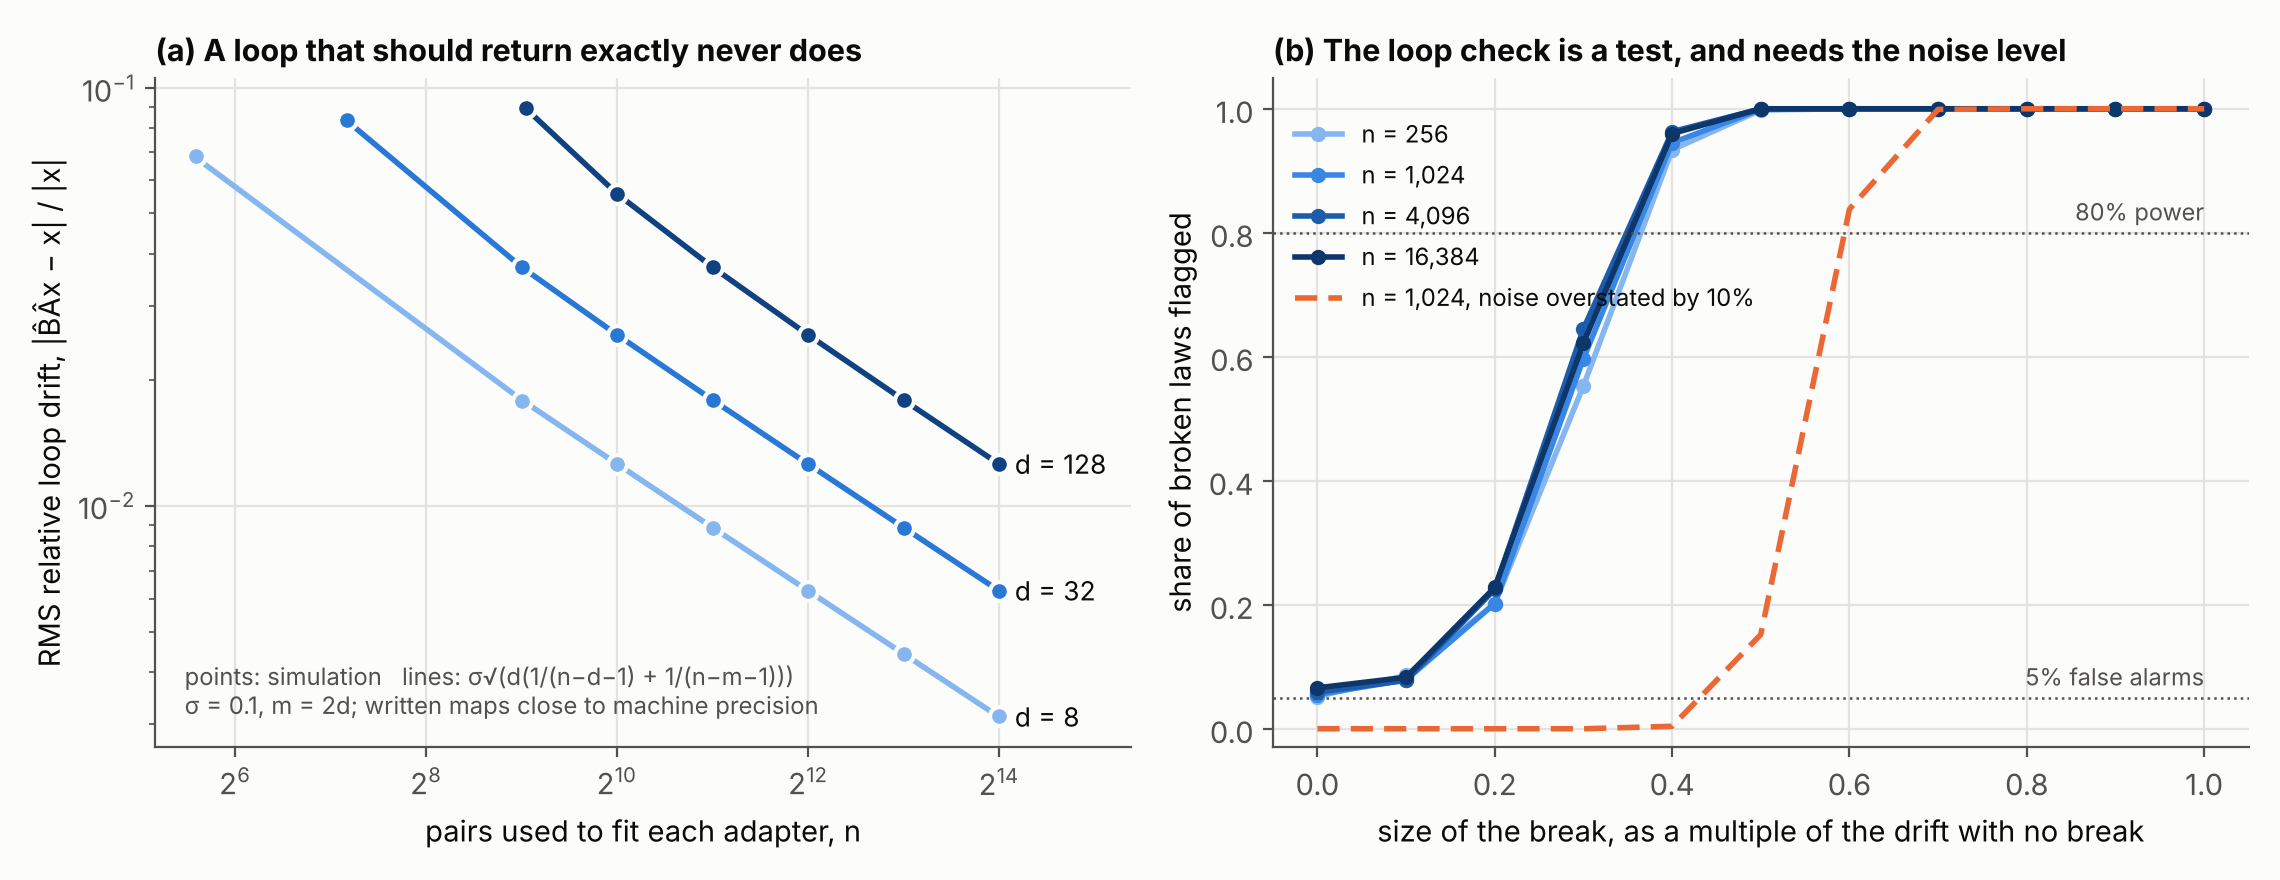 (a) A loop that should return exactly never does
RMS relative loop drift, |B̂Âx − x| / |x|
10⁻¹
10⁻²
d = 128
d = 32
d = 8
points: simulation lines: σ√(d(1/(n−d−1) + 1/(n−m−1)))
σ = 0.1, m = 2d; written maps close to machine precision
2⁶ 2⁸ 2¹⁰ 2¹² 2¹⁴
pairs used to fit each adapter, n
(b) The loop check is a test, and needs the noise level
share of broken laws flagged
1.0
0.8
0.6
0.4
0.2
0.0
n = 256
n = 1,024
n = 4,096
n = 16,384
n = 1,024, noise overstated by 10%
80% power
5% false alarms
0.0 0.2 0.4 0.6 0.8 1.0
size of the break, as a multiple of the drift with no break